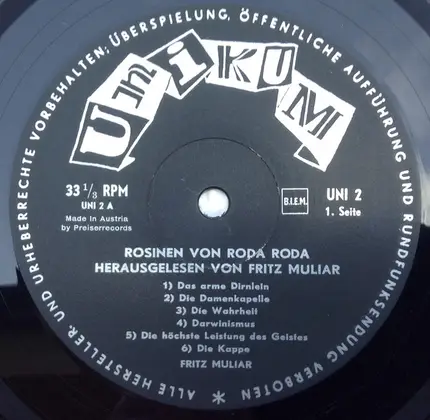 ALLE HERSTELLER- UND URHEBERRECHTE VORBEHALTEN; ÜBERSPIELUNG, ÖFFENTLICHE AUFFÜHRUNG UND RUNDFUNKSENDUNG VERBOTEN *
UNIKUM
33 1/3 RPM
UNI 2 A
Made In Austria
by Preiserrecords
B.I.E.M.
UNI 2
1. Seite
ROSINEN VON RODA RODA
HERAUSGELESEN VON FRITZ MULIAR
1) Das arme Dirnlein
2) Die Damenkapelle
3) Die Wahrheit
4) Darwinismus
5) Die höchste Leistung des Geistes
6) Die Kappe
FRITZ MULIAR